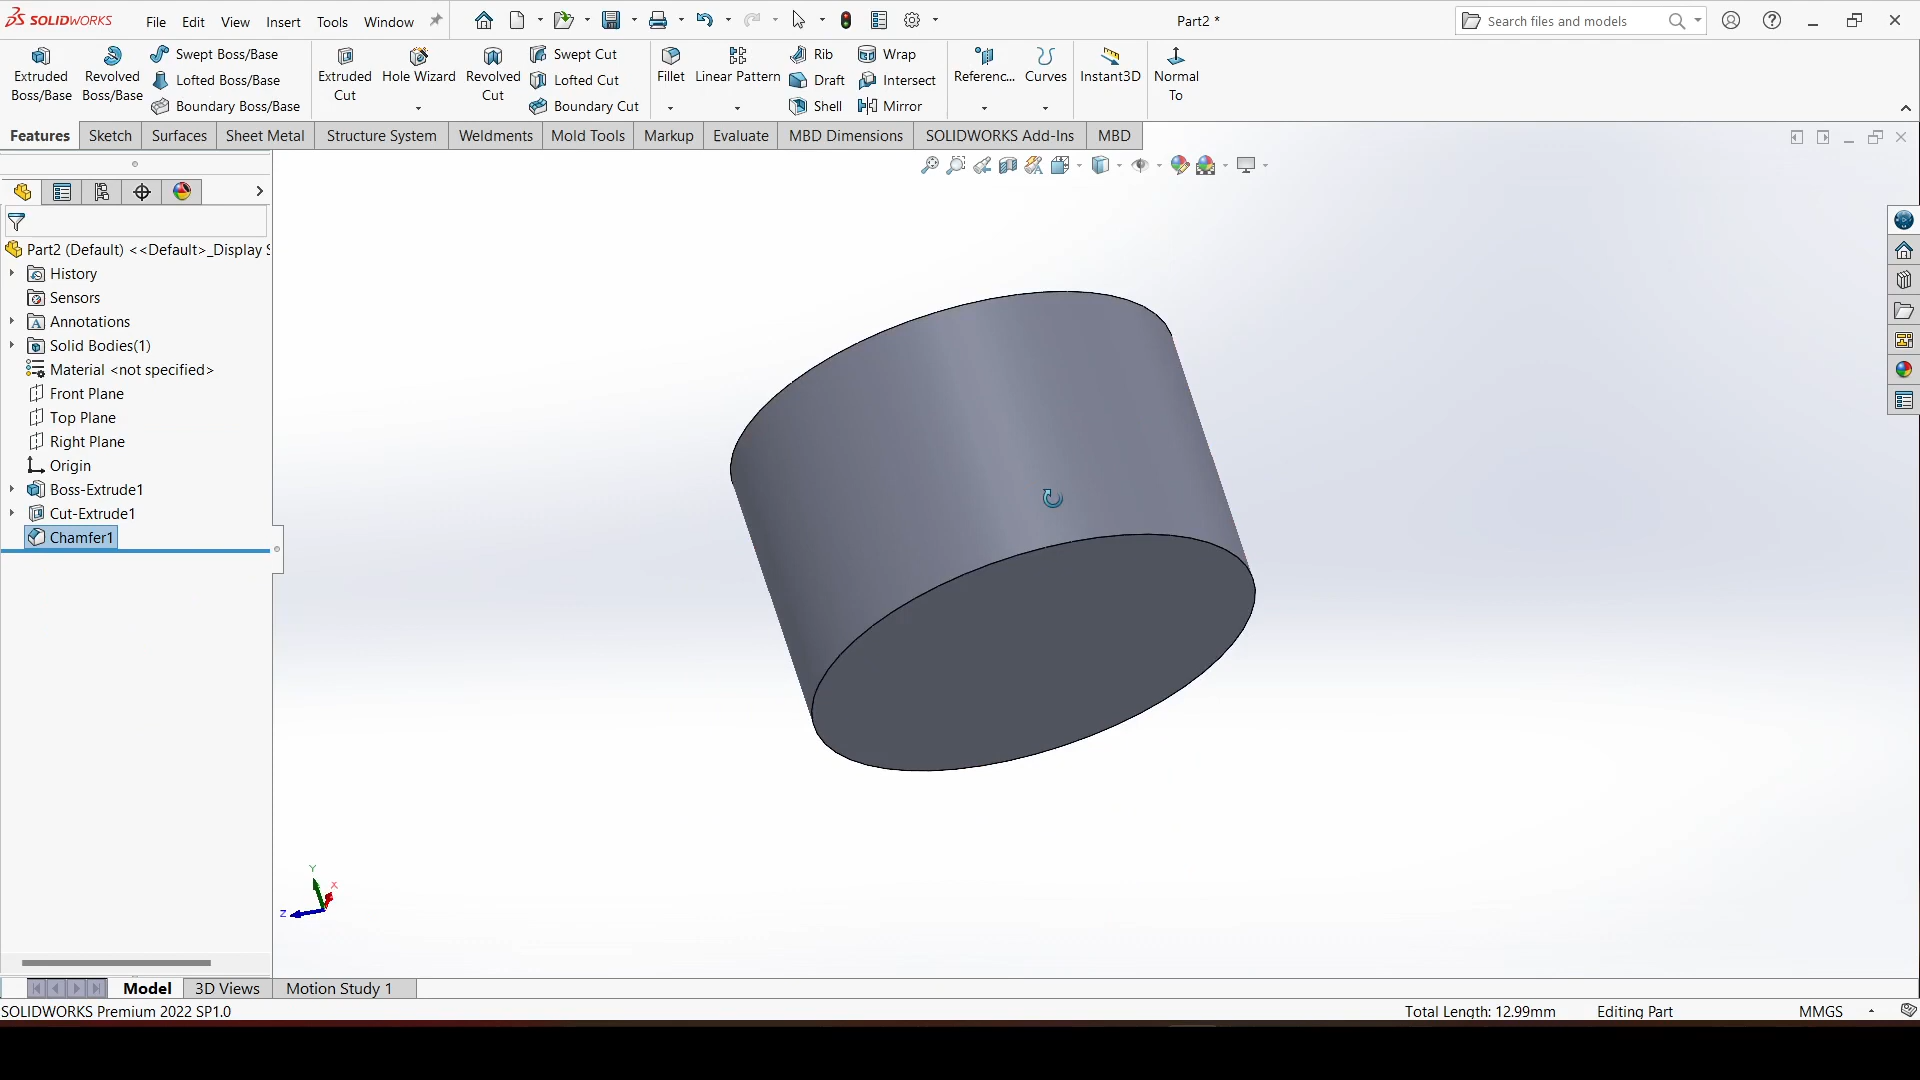 SOLIDWORKS File Edit View Insert Tools Window Part2 * Search files and models
Extruded Boss/Base
Revolved Boss/Base
Swept Boss/Base
Lofted Boss/Base
Boundary Boss/Base
Extruded Cut
Hole Wizard
Revolved Cut
Swept Cut
Lofted Cut
Boundary Cut
Fillet
Linear Pattern
Rib
Draft
Shell
Wrap
Intersect
Mirror
Referenc...
Curves
Instant3D
Normal To
Features Sketch Surfaces Sheet Metal Structure System Weldments Mold Tools Markup Evaluate MBD Dimensions SOLIDWORKS Add-Ins MBD
Part2 (Default) <<Default>_Display S
History
Sensors
Annotations
Solid Bodies(1)
Material <not specified>
Front Plane
Top Plane
Right Plane
Origin
Boss-Extrude1
Cut-Extrude1
Chamfer1
Y
X
Z
Model 3D Views Motion Study 1
SOLIDWORKS Premium 2022 SP1.0 Total Length: 12.99mm Editing Part MMGS